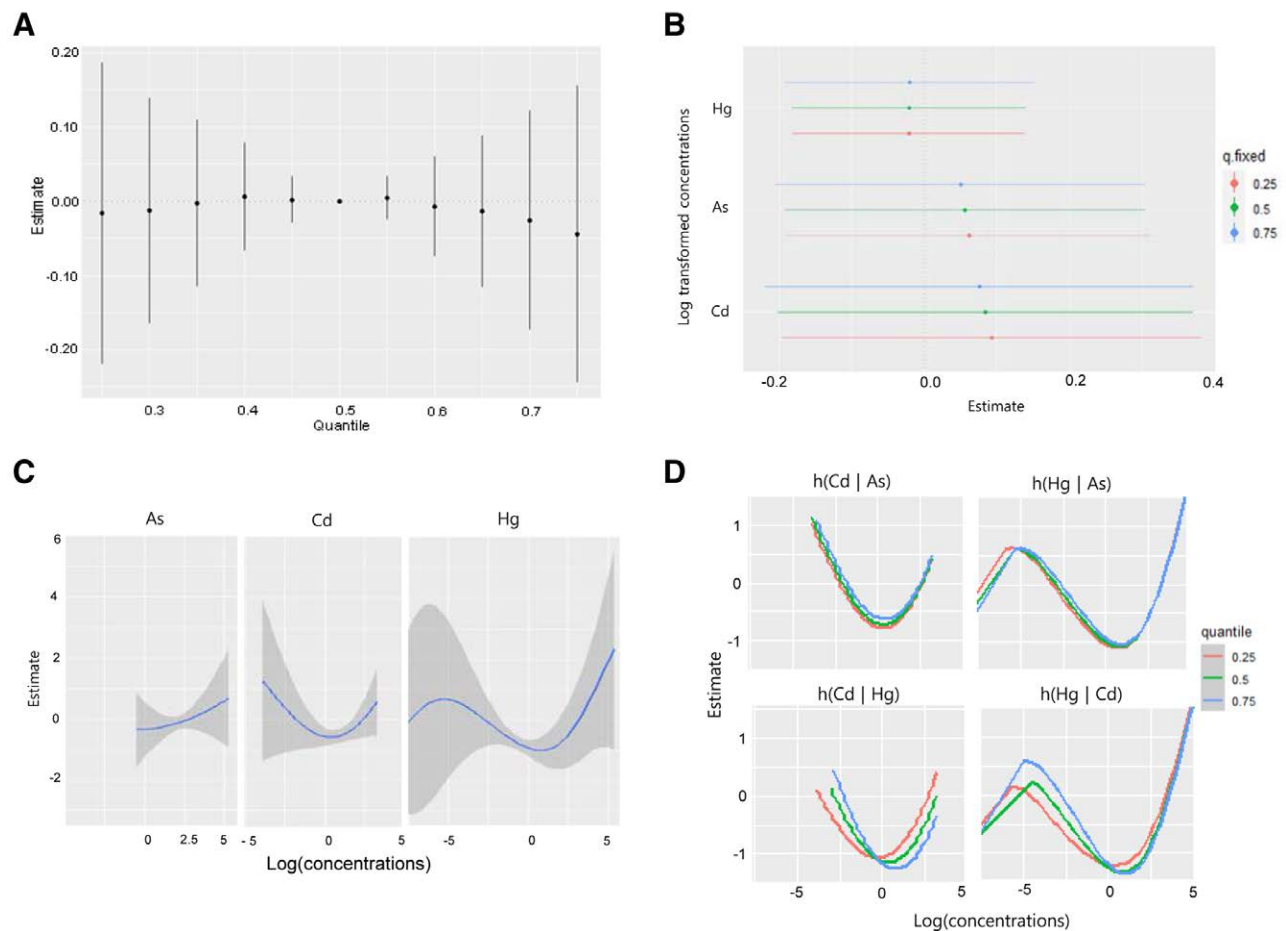 A
0.20
0.10
0.00
-0.10
-0.20
Estimate
0.3 0.4 0.5 0.6 0.7
Quantile
B
Log transformed concentrations
Hg
As
Cd
-0.2 0.0 0.2 0.4
Estimate
q.fixed
0.25
0.5
0.75
C
As Cd Hg
6
4
2
0
-2
Estimate
0 2.5 5 -5 0 5 -5 0 5
Log(concentrations)
D
h(Cd | As) h(Hg | As)
1
0
-1
Estimate
h(Cd | Hg) h(Hg | Cd)
1
0
-1
-5 0 5 -5 0 5
Log(concentrations)
quantile
0.25
0.5
0.75